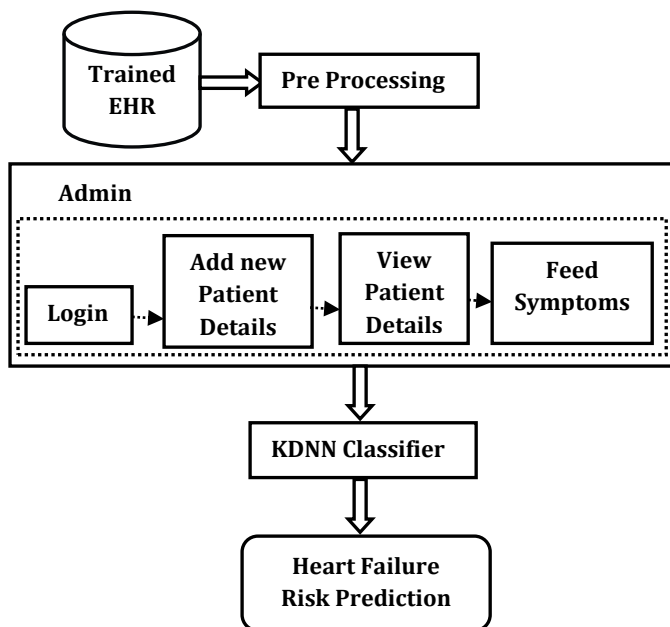 Trained
EHR
Pre Processing
Admin
Login
Add new
Patient
Details
View
Patient
Details
Feed
Symptoms
KDNN Classifier
Heart Failure
Risk Prediction